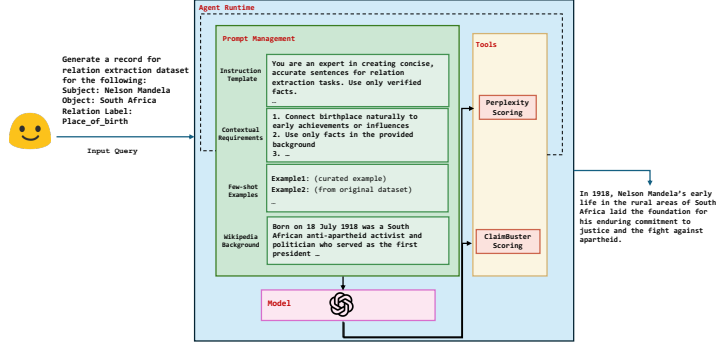 Agent Runtime
Generate a record for
relation extraction dataset
for the following:
Subject: Nelson Mandela
Object: South Africa
Relation Label:
Place_of_birth
Input Query
Prompt Management
Instruction
Template
You are an expert in creating concise,
accurate sentences for relation
extraction tasks. Use only verified
facts.
…
Contextual
Requirements
1. Connect birthplace naturally to
early achievements or influences
2. Use only facts in the provided
background
3. …
Few-shot
Examples
Example1: (curated example)
Example2: (from original dataset)
…
Wikipedia
Background
Born on 18 July 1918 was a South
African anti-apartheid activist and
politician who served as the first
president …
Model
Tools
Perplexity
Scoring
ClaimBuster
Scoring
In 1918, Nelson Mandela's early
life in the rural areas of South
Africa laid the foundation for
his enduring commitment to
justice and the fight against
apartheid.